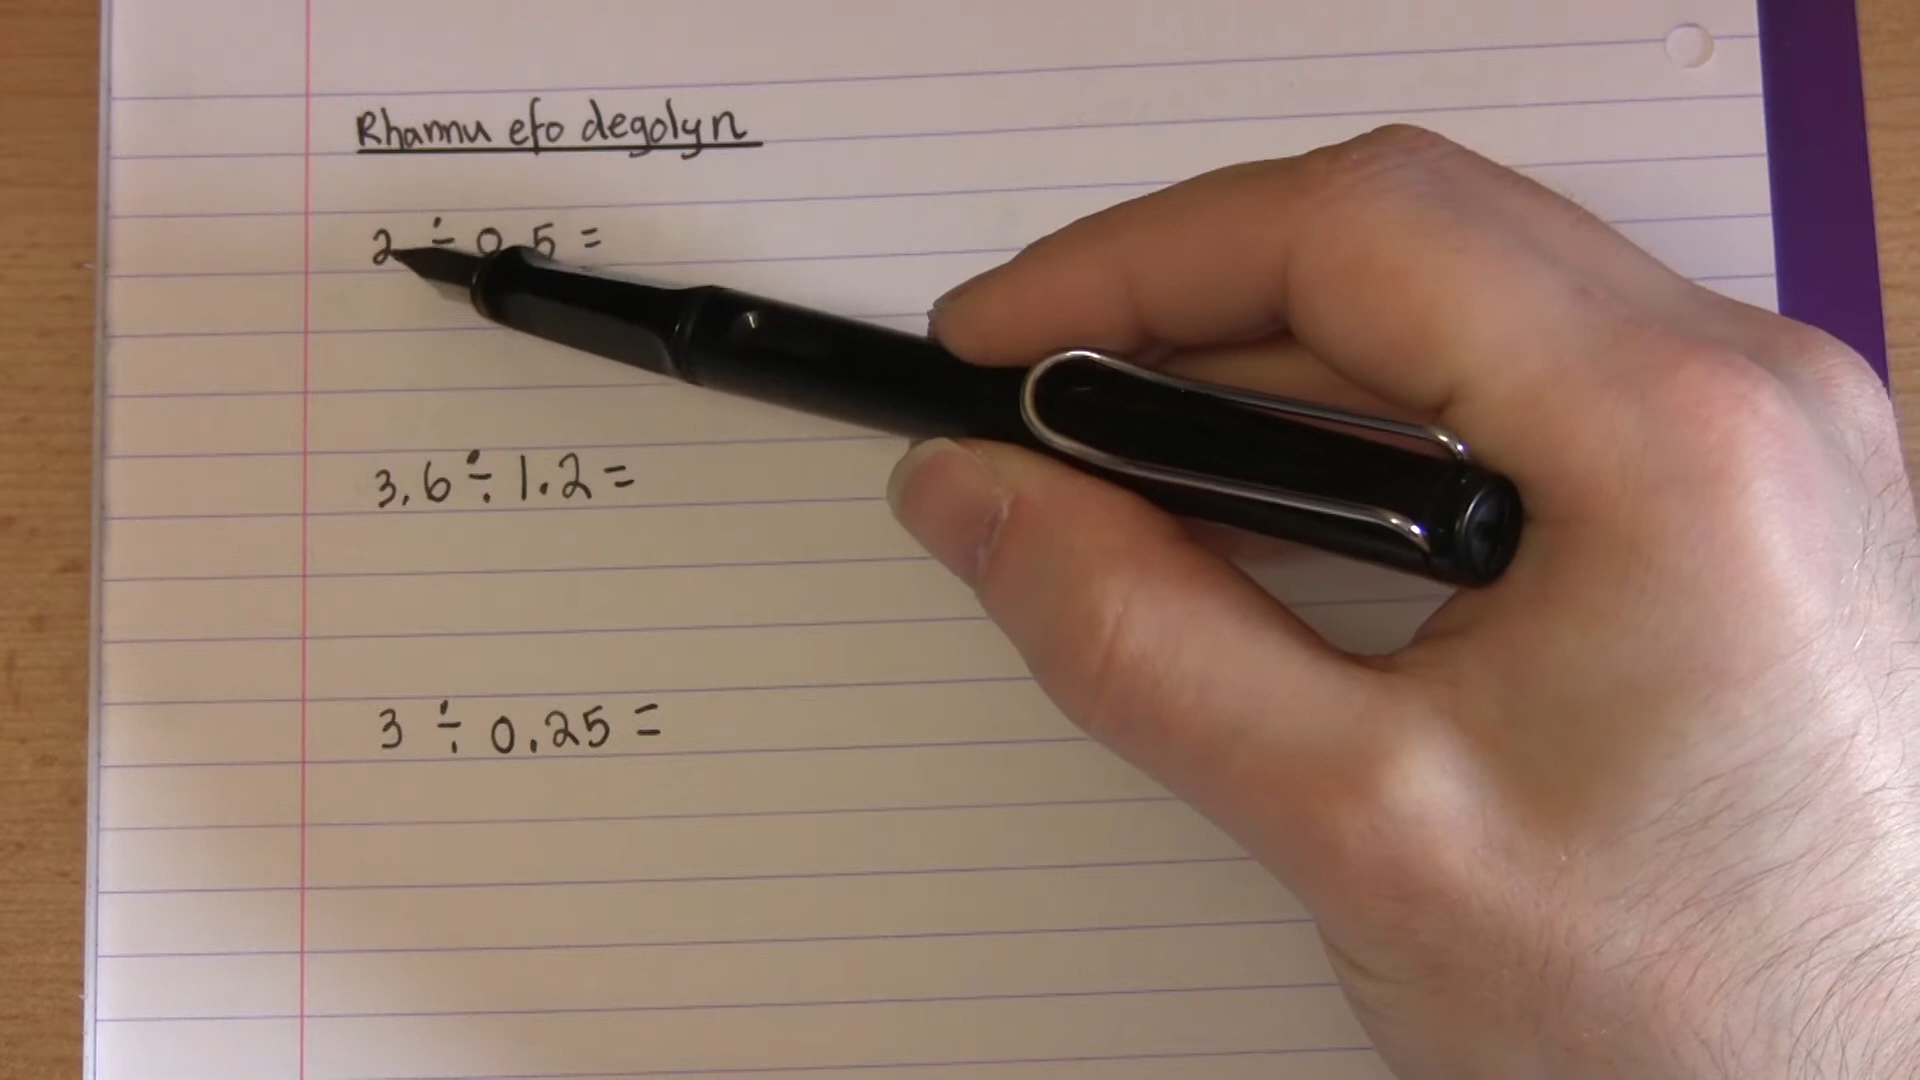 Rhannu efo degolyn
2 ÷ 0.5 =
3.6 ÷ 1.2 =
3 ÷ 0.25 =